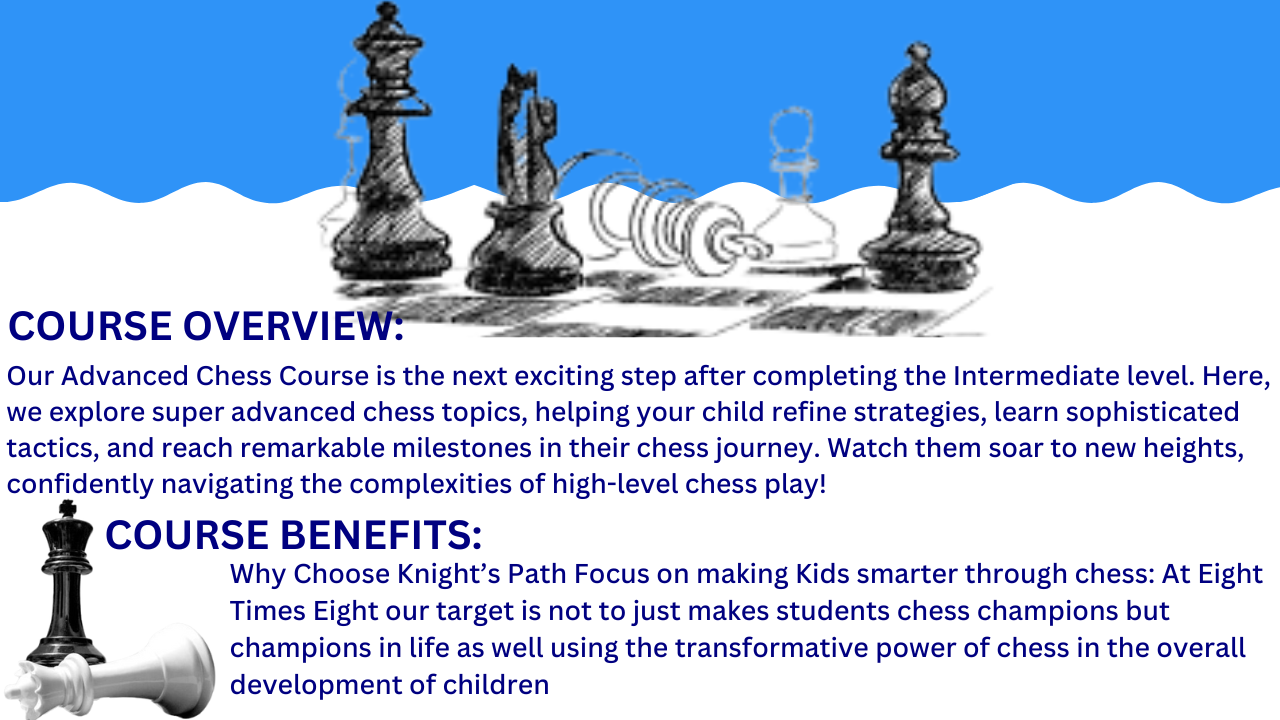 COURSE OVERVIEW:
Our Advanced Chess Course is the next exciting step after completing the Intermediate level. Here,
we explore super advanced chess topics, helping your child refine strategies, learn sophisticated
tactics, and reach remarkable milestones in their chess journey. Watch them soar to new heights,
confidently navigating the complexities of high-level chess play!
COURSE BENEFITS:
Why Choose Knight’s Path Focus on making Kids smarter through chess: At Eight
Times Eight our target is not to just makes students chess champions but
champions in life as well using the transformative power of chess in the overall
development of children